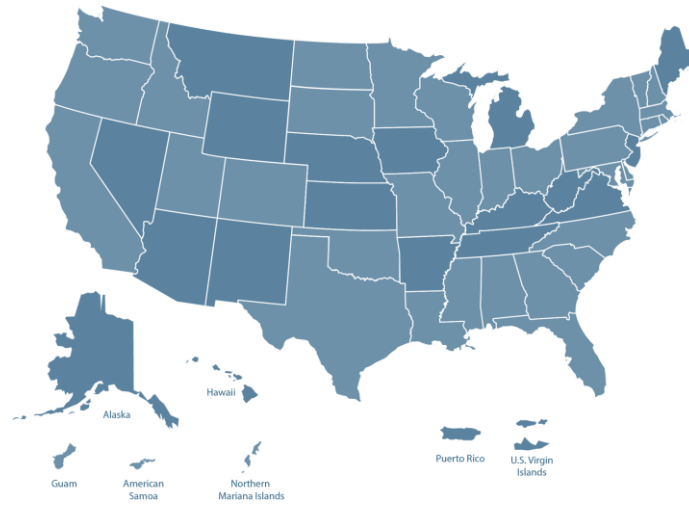 Hawaii
Alaska
Puerto Rico
U.S. Virgin
Islands
Guam
American
Samoa
Northern
Mariana Islands